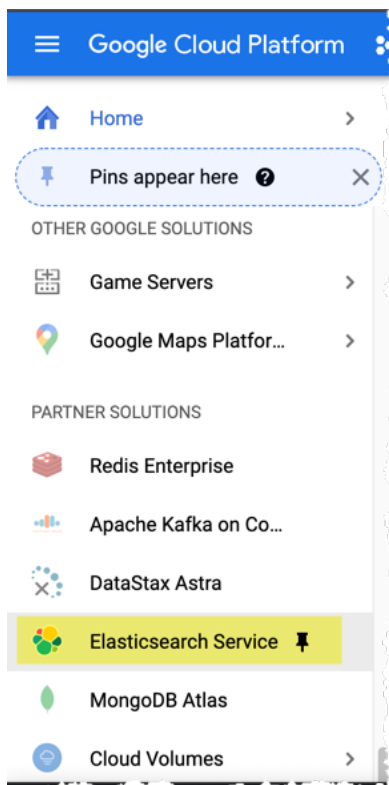 Google Cloud Platform
Home
Pins appear here
OTHER GOOGLE SOLUTIONS
Game Servers
Google Maps Platfor...
PARTNER SOLUTIONS
Redis Enterprise
Apache Kafka on Co...
DataStax Astra
Elasticsearch Service
MongoDB Atlas
Cloud Volumes